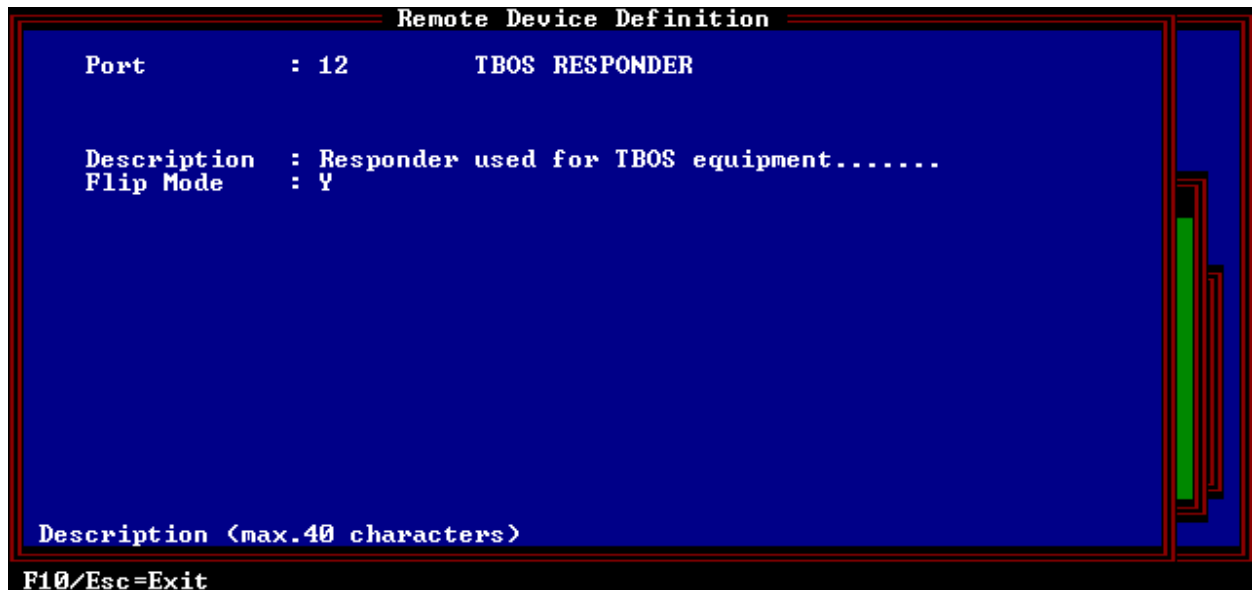 Remote Device Definition
Port : 12 TBOS RESPONDER
Description : Responder used for TBOS equipment.......
Flip Mode : Y
Description (max.40 characters)
F10/Esc=Exit